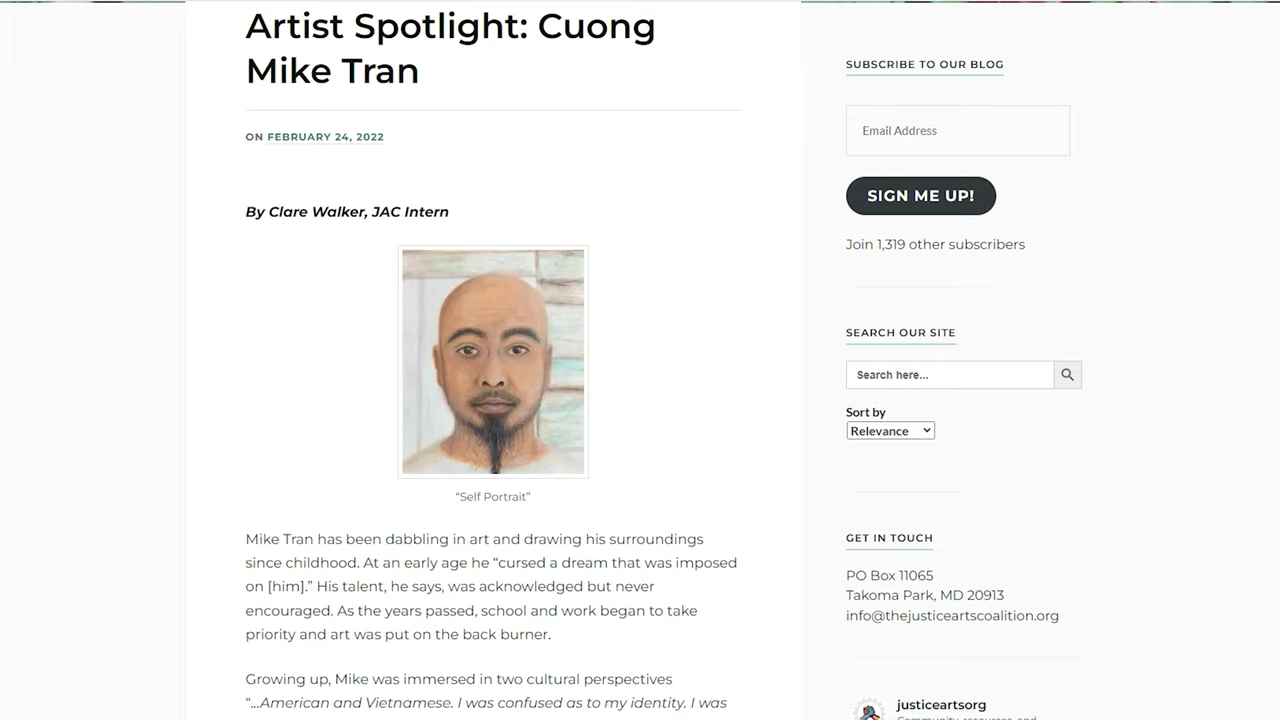 Artist Spotlight: Cuong
Mike Tran
ON FEBRUARY 24, 2022
By Clare Walker, JAC Intern
“Self Portrait”
Mike Tran has been dabbling in art and drawing his surroundings
since childhood. At an early age he “cursed a dream that was imposed
on [him].” His talent, he says, was acknowledged but never
encouraged. As the years passed, school and work began to take
priority and art was put on the back burner.
Growing up, Mike was immersed in two cultural perspectives
“…American and Vietnamese. I was confused as to my identity. I was
SUBSCRIBE TO OUR BLOG
Email Address
SIGN ME UP!
Join 1,319 other subscribers
SEARCH OUR SITE
Search here...
Sort by
Relevance
GET IN TOUCH
PO Box 11065
Takoma Park, MD 20913
info@thejusticeartscoalition.org
justiceartsorg